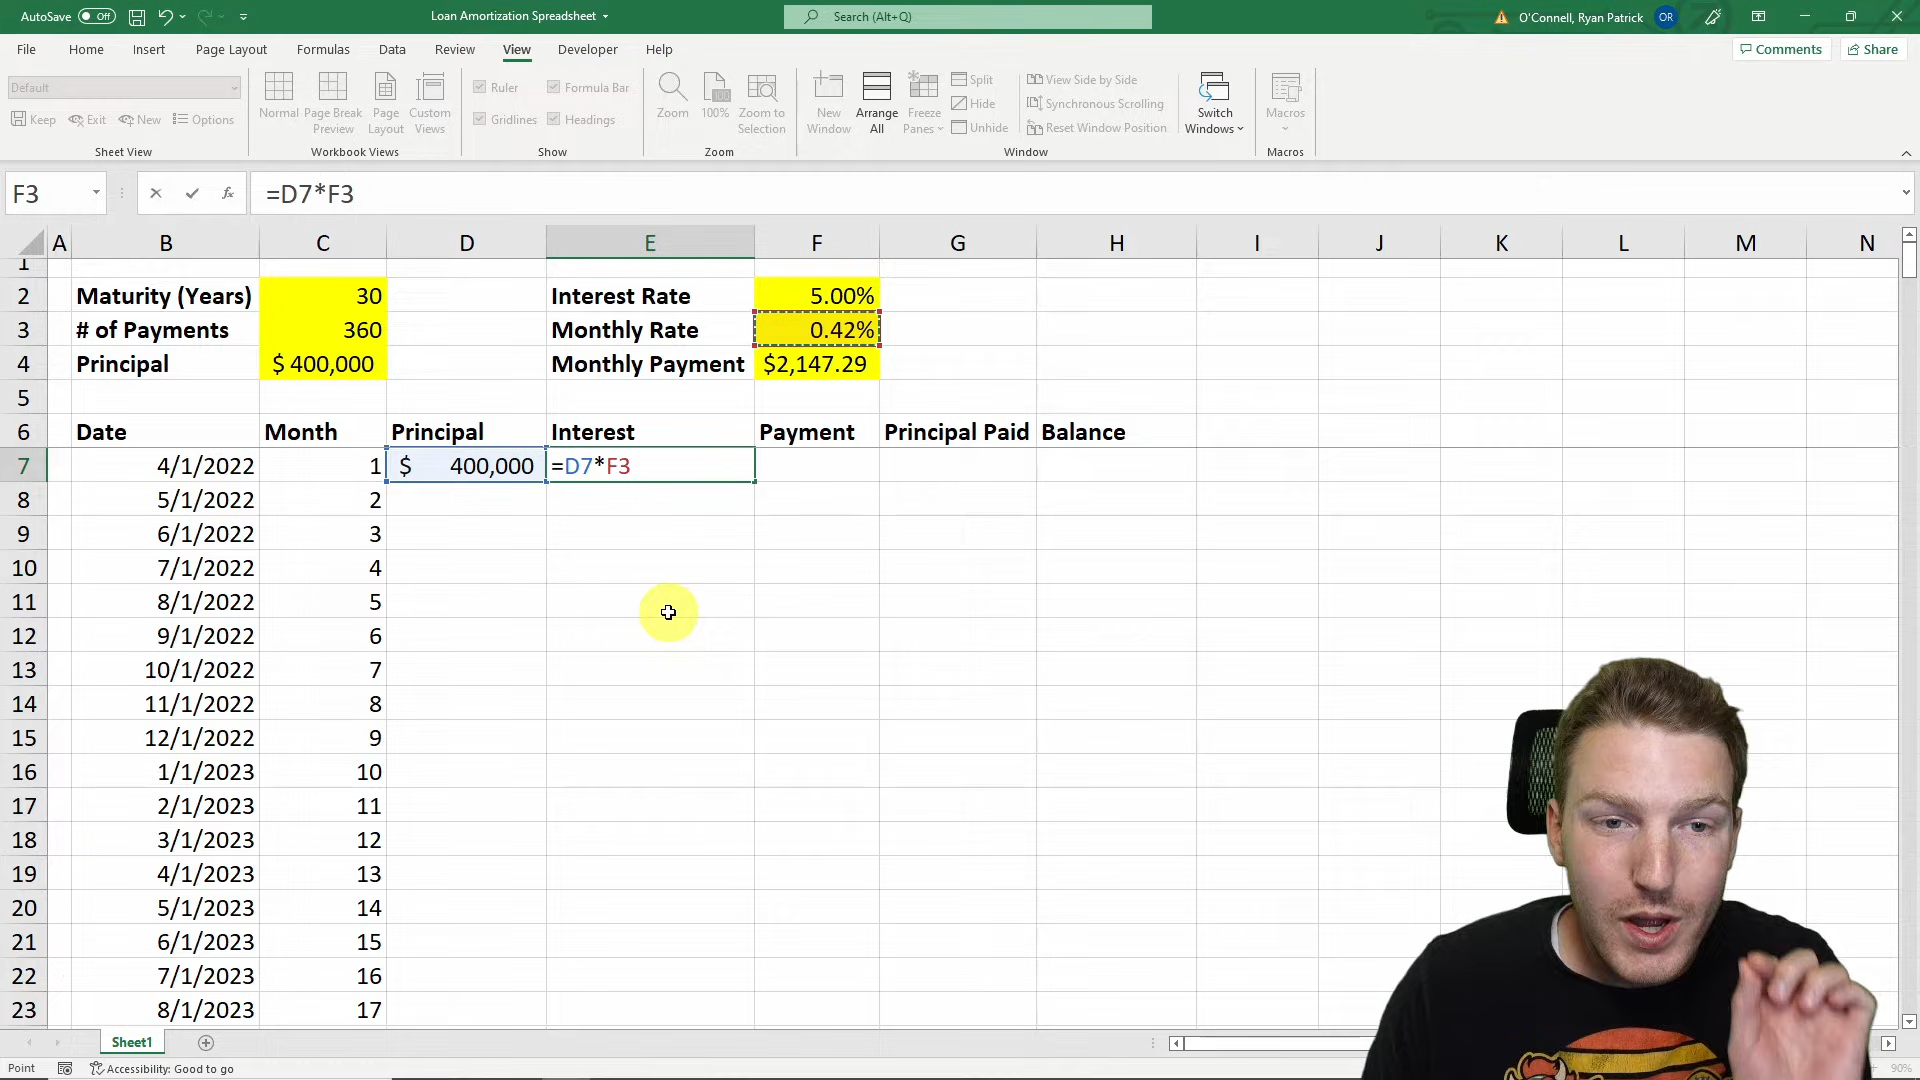 AutoSave Off Loan Amortization Spreadsheet Search (Alt+Q) O'Connell, Ryan Patrick OR
File Home Insert Page Layout Formulas Data Review View Developer Help Comments Share
Default
Keep Exit New Options
Sheet View
Normal Page Break Preview Page Layout Custom Views
Workbook Views
Ruler Formula Bar
Gridlines Headings
Show
Zoom 100% Zoom to Selection
Zoom
New Window Arrange All Freeze Panes
Split
Hide
Unhide
View Side by Side
Synchronous Scrolling
Reset Window Position
Switch Windows
Window
Macros
Macros
F3 fx =D7*F3
A B C D E F G H I J K L M N
1
2 Maturity (Years) 30 Interest Rate 5.00%
3 # of Payments 360 Monthly Rate 0.42%
4 Principal $ 400,000 Monthly Payment $2,147.29
5
6 Date Month Principal Interest Payment Principal Paid Balance
7 4/1/2022 1 $ 400,000 =D7*F3
8 5/1/2022 2
9 6/1/2022 3
10 7/1/2022 4
11 8/1/2022 5
12 9/1/2022 6
13 10/1/2022 7
14 11/1/2022 8
15 12/1/2022 9
16 1/1/2023 10
17 2/1/2023 11
18 3/1/2023 12
19 4/1/2023 13
20 5/1/2023 14
21 6/1/2023 15
22 7/1/2023 16
23 8/1/2023 17
Sheet1
Point Accessibility: Good to go 90%